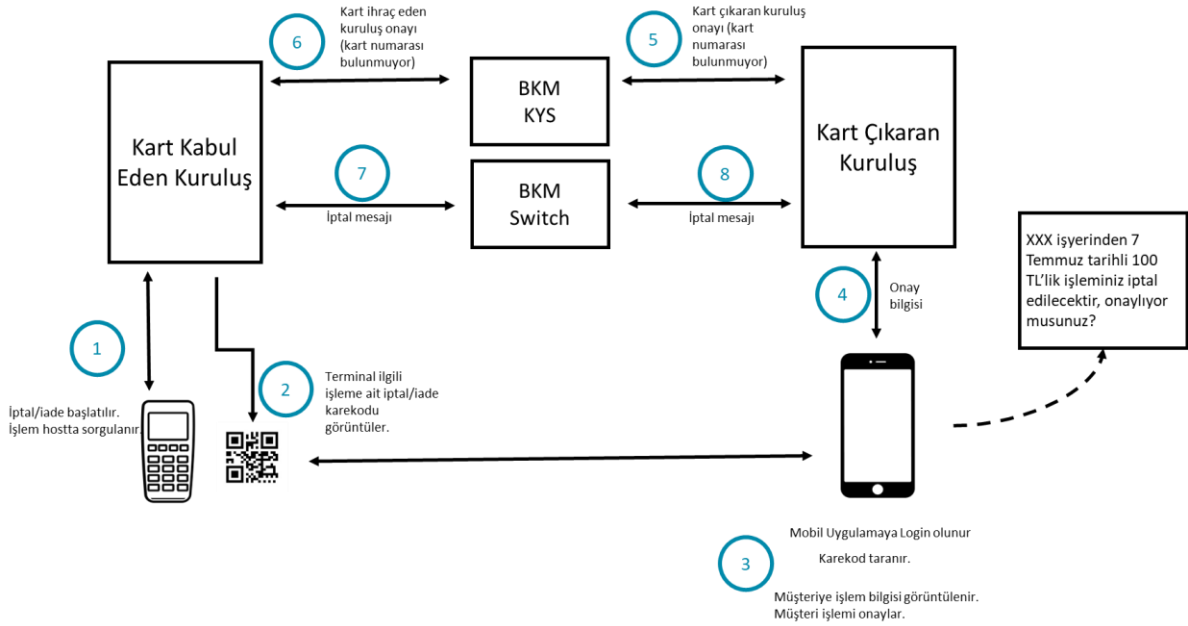 6
Kart ihraç eden
kuruluş onayı
(kart numarası
bulunmuyor)
5
Kart çıkaran kuruluş
onayı (kart
numarası
bulunmuyor)
Kart Kabul
Eden Kuruluş
BKM
KYS
Kart Çıkaran
Kuruluş
7
İptal mesajı
BKM
Switch
8
İptal mesajı
XXX işyerinden 7
Temmuz tarihli 100
TL'lik işleminiz iptal
edilecektir, onaylıyor
musunuz?
4
Onay
bilgisi
1
İptal/iade başlatılır.
İşlem hostta sorgulanır.
2
Terminal ilgili
işleme ait iptal/iade
karekodu
görüntüler.
3
Mobil Uygulamaya Login olunur
Karekod taranır.
Müşteriye işlem bilgisi görüntülenir.
Müşteri işlemi onaylar.